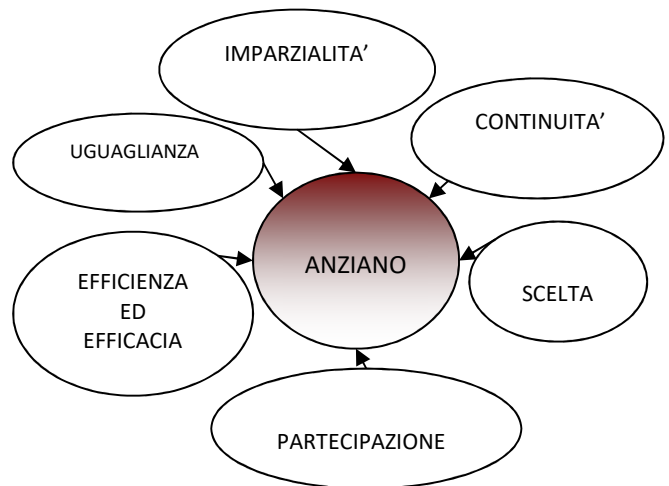 IMPARZIALITA’
CONTINUITA’
UGUAGLIANZA
ANZIANO
EFFICIENZA
ED
EFFICACIA
SCELTA
PARTECIPAZIONE